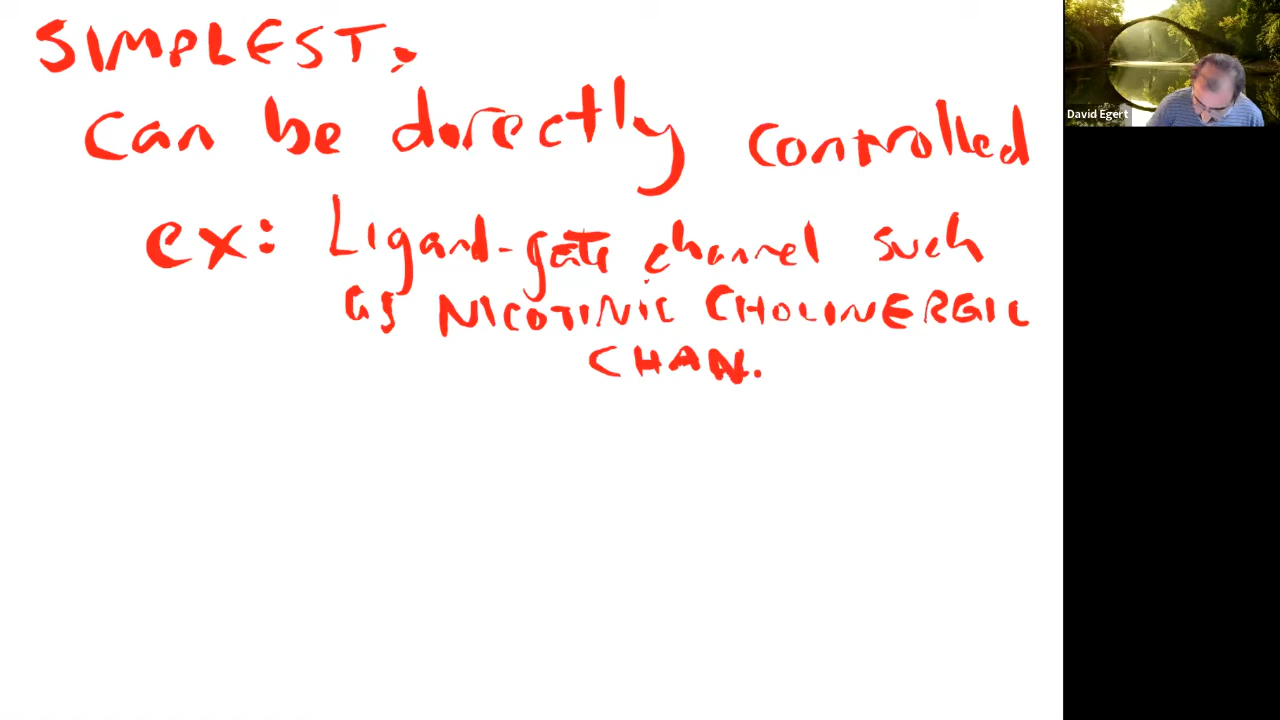 SIMPLEST.
can be directly controlled
ex: Ligand-gate channel such
as NICOTINIC CHOLINERGIC
CHAN.
David Egert